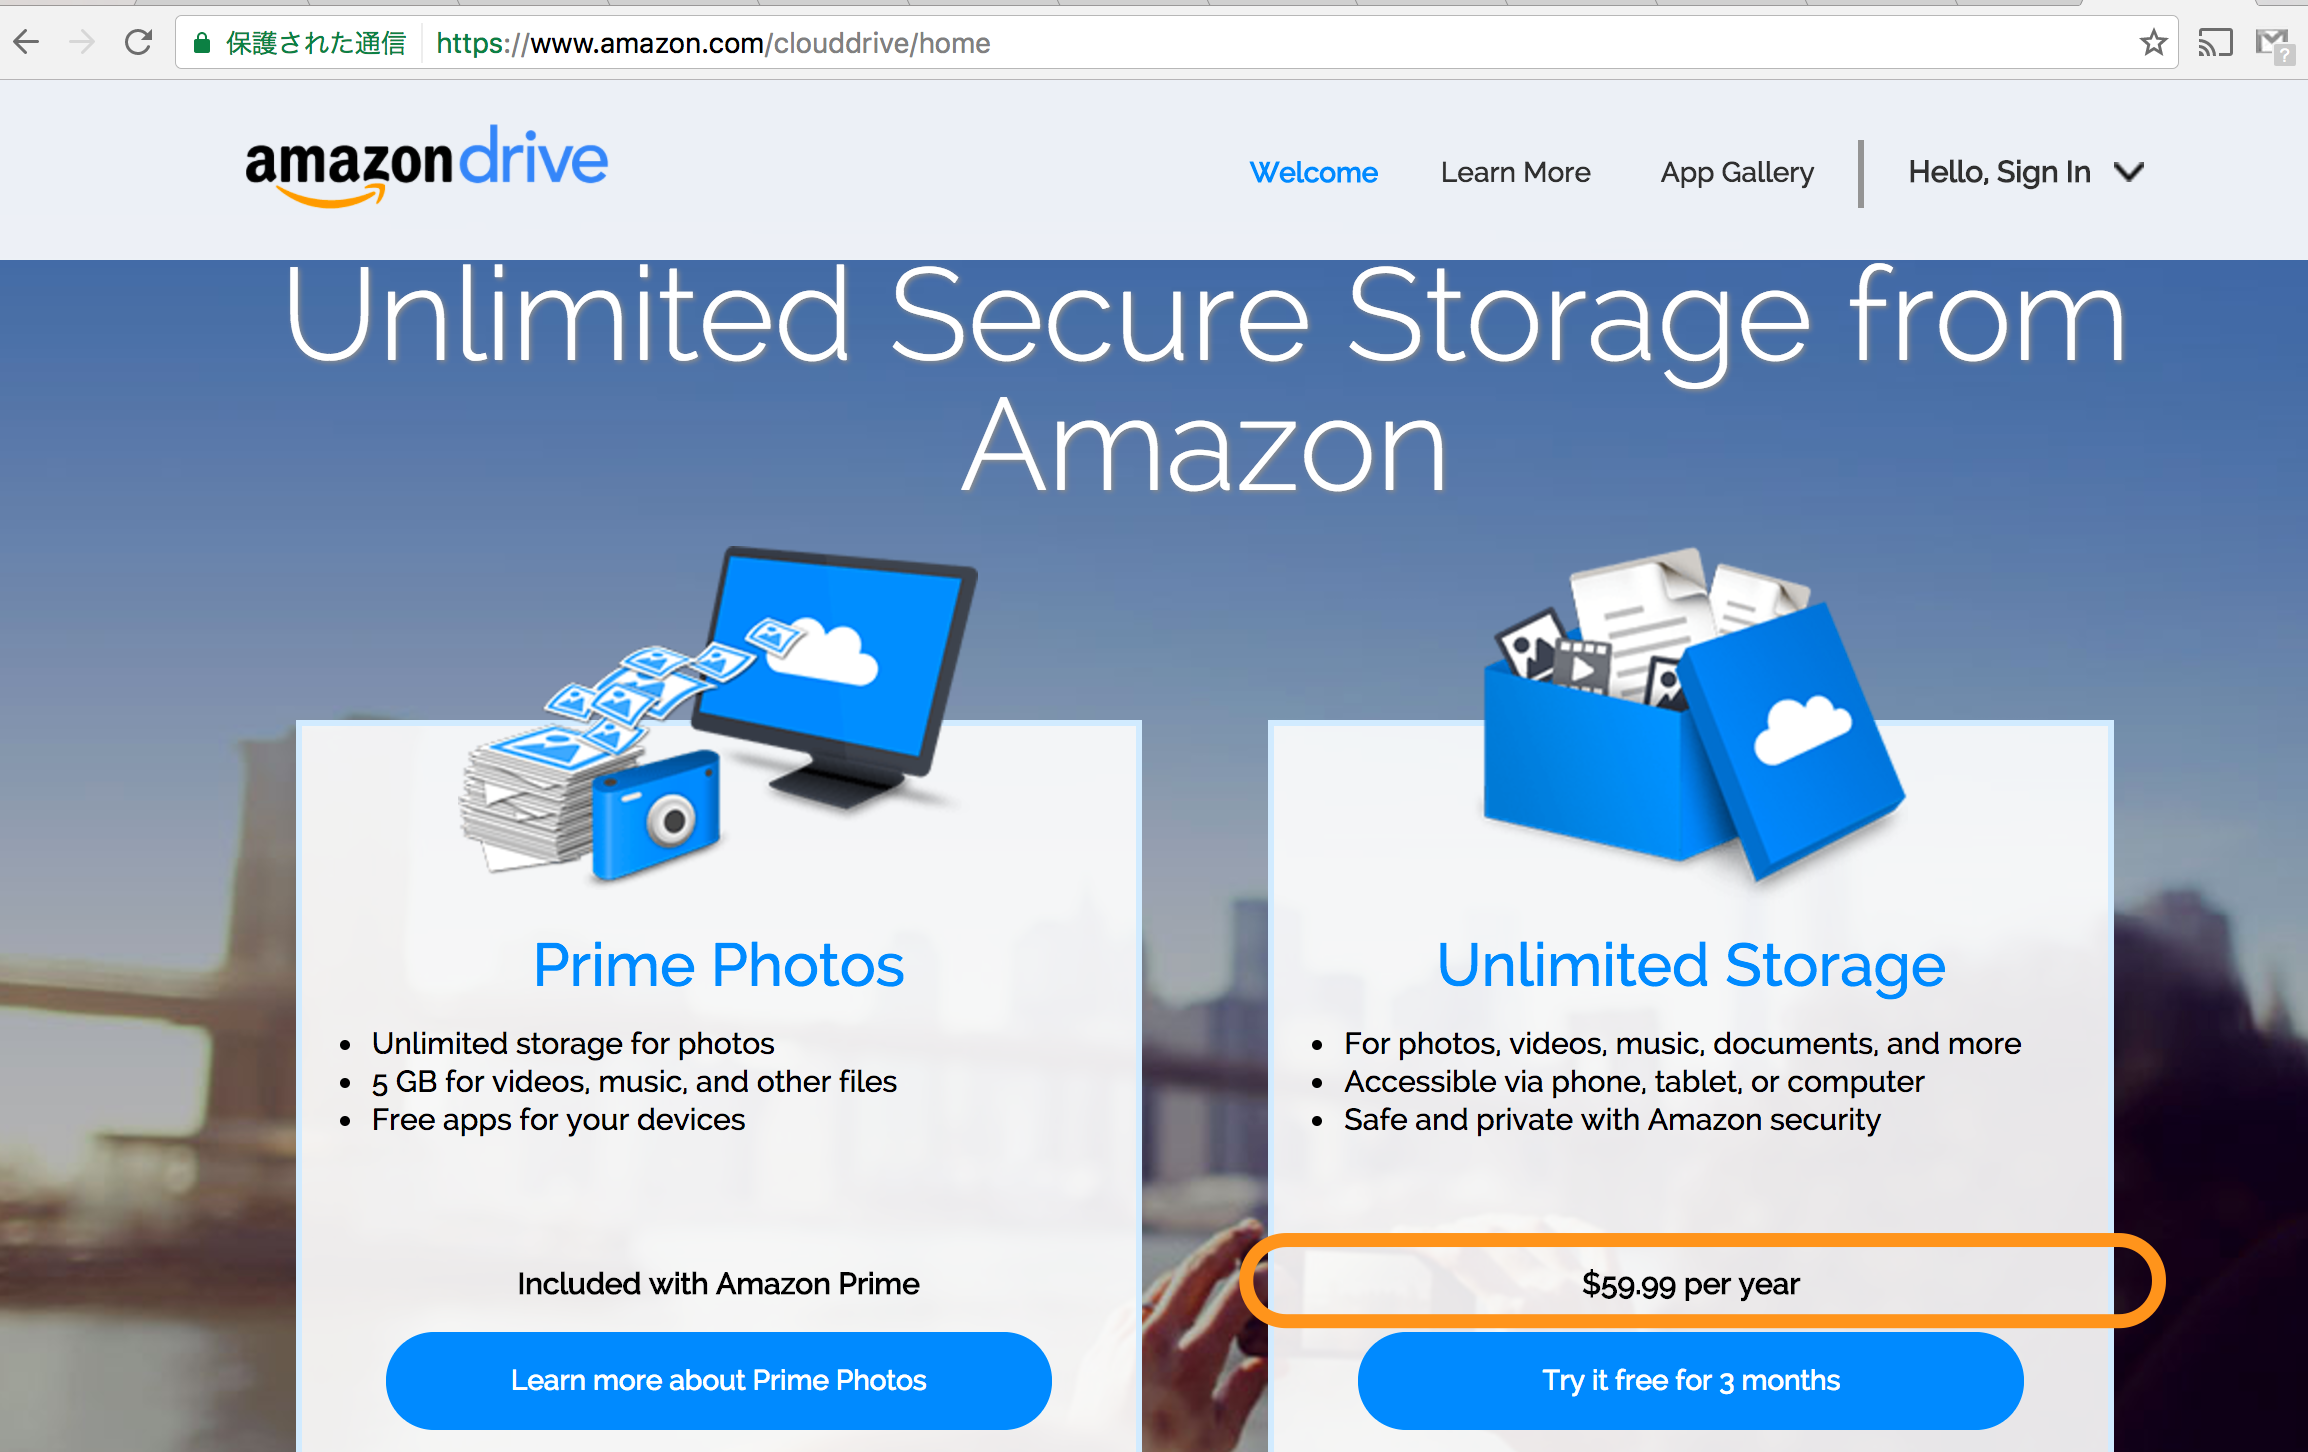 保護された通信 https://www.amazon.com/clouddrive/home
amazon drive
Welcome Learn More App Gallery Hello, Sign In
Unlimited Secure Storage from
Amazon
Prime Photos
Unlimited storage for photos
5 GB for videos, music, and other files
Free apps for your devices
Included with Amazon Prime
Learn more about Prime Photos
Unlimited Storage
For photos, videos, music, documents, and more
Accessible via phone, tablet, or computer
Safe and private with Amazon security
$59.99 per year
Try it free for 3 months